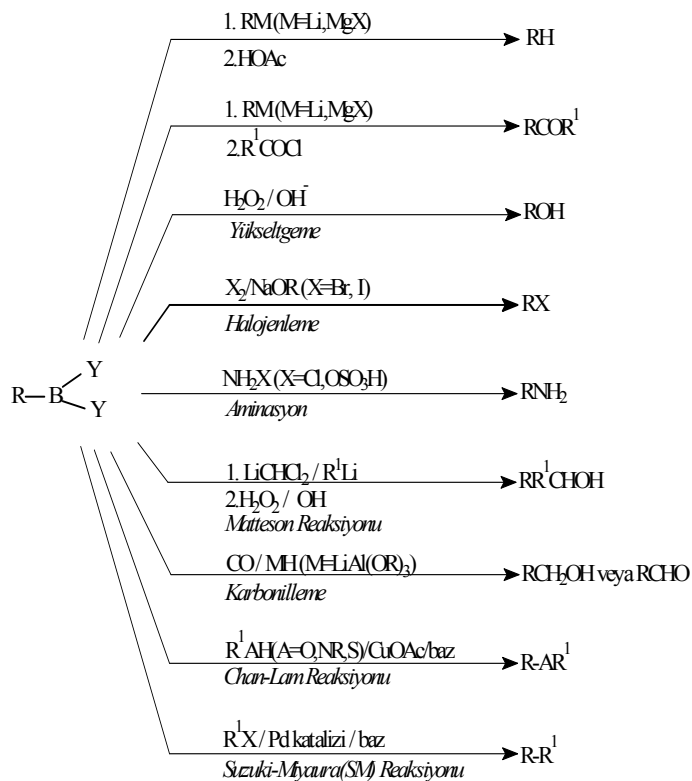 1. RM (M=Li,MgX)
2.HOAc
RH
1. RM (M=Li,MgX)
2.R¹COCl
RCOR¹
H₂O₂ / OH⁻
Yükseltgeme
ROH
X₂/NaOR (X=Br, I)
Halojenleme
RX
R—B
Y
Y
NH₂X (X=Cl,OSO₃H)
Aminasyon
RNH₂
1. LiCHCl₂ / R¹Li
2.H₂O₂ / OH
Matteson Reaksiyonu
RR¹CHOH
CO / MH (M=LiAl(OR)₃)
Karbonilleme
RCH₂OH veya RCHO
R¹AH(A=O,NR,S)/CuOAc/baz
Chan-Lam Reaksiyonu
R-AR¹
R¹X / Pd katalizi / baz
Suzuki-Miyaura(SM) Reaksiyonu
R-R¹